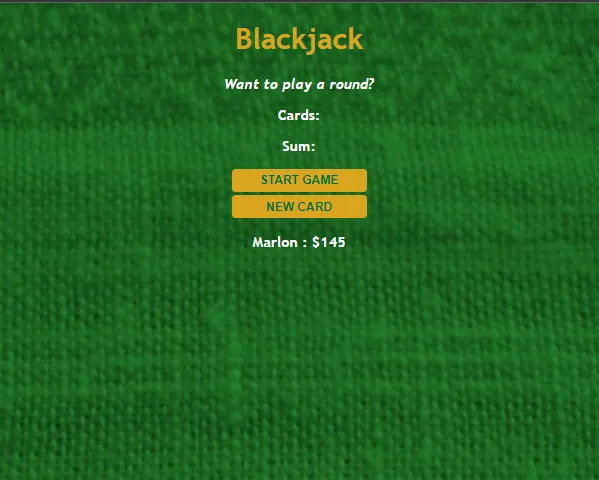 Blackjack
Want to play a round?
Cards:
Sum:
START GAME
NEW CARD
Marlon : $145